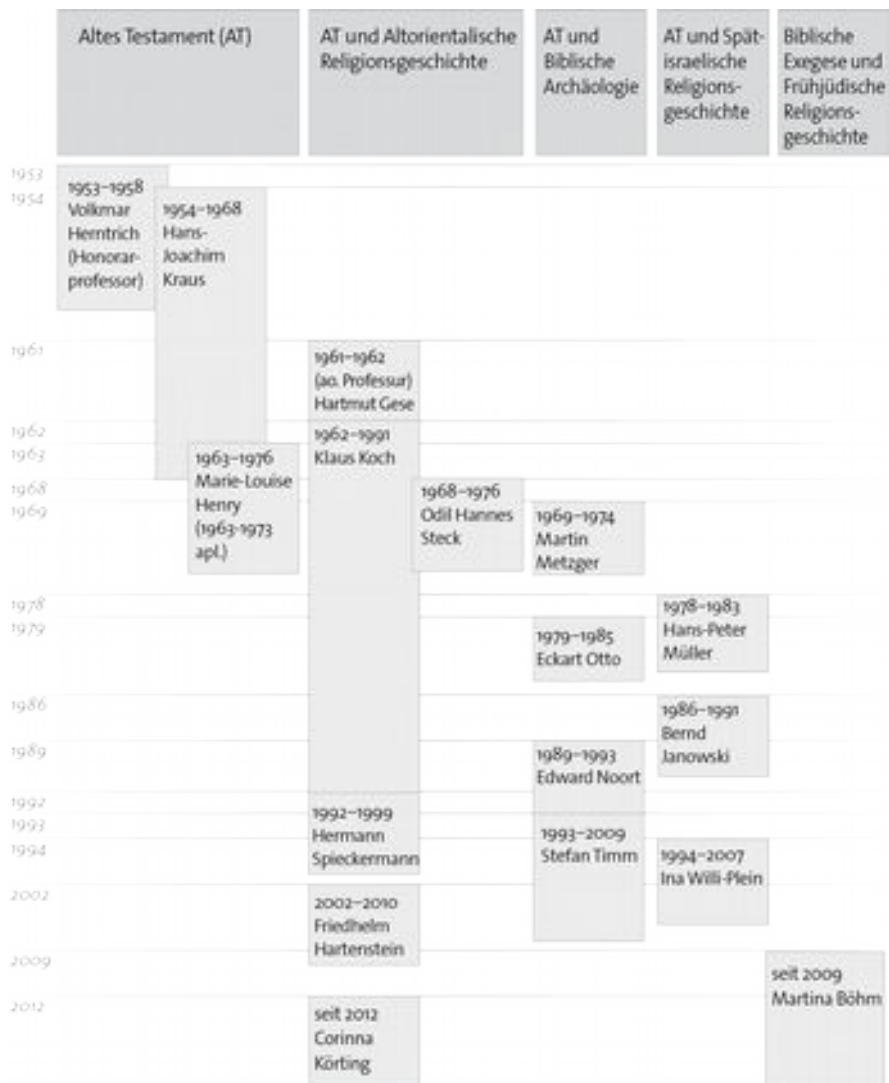 Altes Testament (AT)
AT und Altorientalische
Religionsgeschichte
AT und
Biblische
Archäologie
AT und Spät-
israelische
Religions-
geschichte
Biblische
Exegese und
Frühjüdische
Religions-
geschichte
1953
1953–1958
Volkmar
Herntrich
(Honorar-
professor)
1954
1954–1968
Hans-
Joachim
Kraus
1961
1961–1962
(ao. Professur)
Hartmut Gese
1962
1962–1991
Klaus Koch
1963
1963–1976
Marie-Louise
Henry
(1963-1973
apl.)
1968
1968–1976
Odil Hannes
Steck
1969
1969–1974
Martin
Metzger
1978
1978–1983
Hans-Peter
Müller
1979
1979–1985
Eckart Otto
1986
1986–1991
Bernd
Janowski
1989
1989–1993
Edward Noort
1992
1992–1999
Hermann
Spieckermann
1993
1993–2009
Stefan Timm
1994
1994–2007
Ina Willi-Plein
2002
2002–2010
Friedhelm
Hartenstein
2009
seit 2009
Martina Böhm
2012
seit 2012
Corinna
Körting